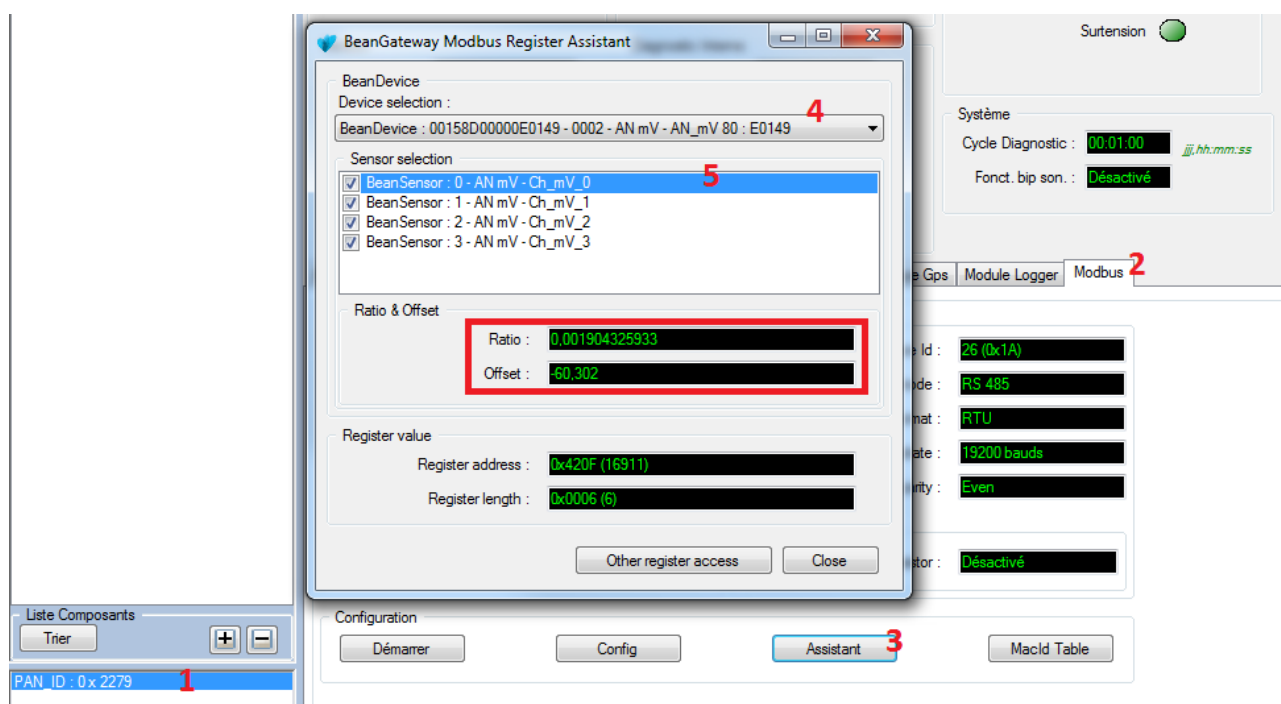 BeanGateway Modbus Register Assistant
BeanDevice
Device selection :
BeanDevice : 00158D00000E0149 - 0002 - AN mV - AN_mV 80 : E0149
4
Sensor selection
5
BeanSensor : 0 - AN mV - Ch_mV_0
BeanSensor : 1 - AN mV - Ch_mV_1
BeanSensor : 2 - AN mV - Ch_mV_2
BeanSensor : 3 - AN mV - Ch_mV_3
Ratio & Offset
Ratio : 0,001904325933
Offset : -60,302
Register value
Register address : 0x420F (16911)
Register length : 0x0006 (6)
Other register access
Close
Surtension
Système
Cycle Diagnostic : 00:01:00 jjj,hh:mm:ss
Fonct. bip son. : Désactivé
Gps
Module Logger
Modbus
2
Id : 26 (0x1A)
RS 485
RTU
19200 bauds
Even
Désactivé
Configuration
Démarrer
Config
Assistant
3
MacId Table
Liste Composants
Trier
+
-
PAN_ID : 0 x 2279
1